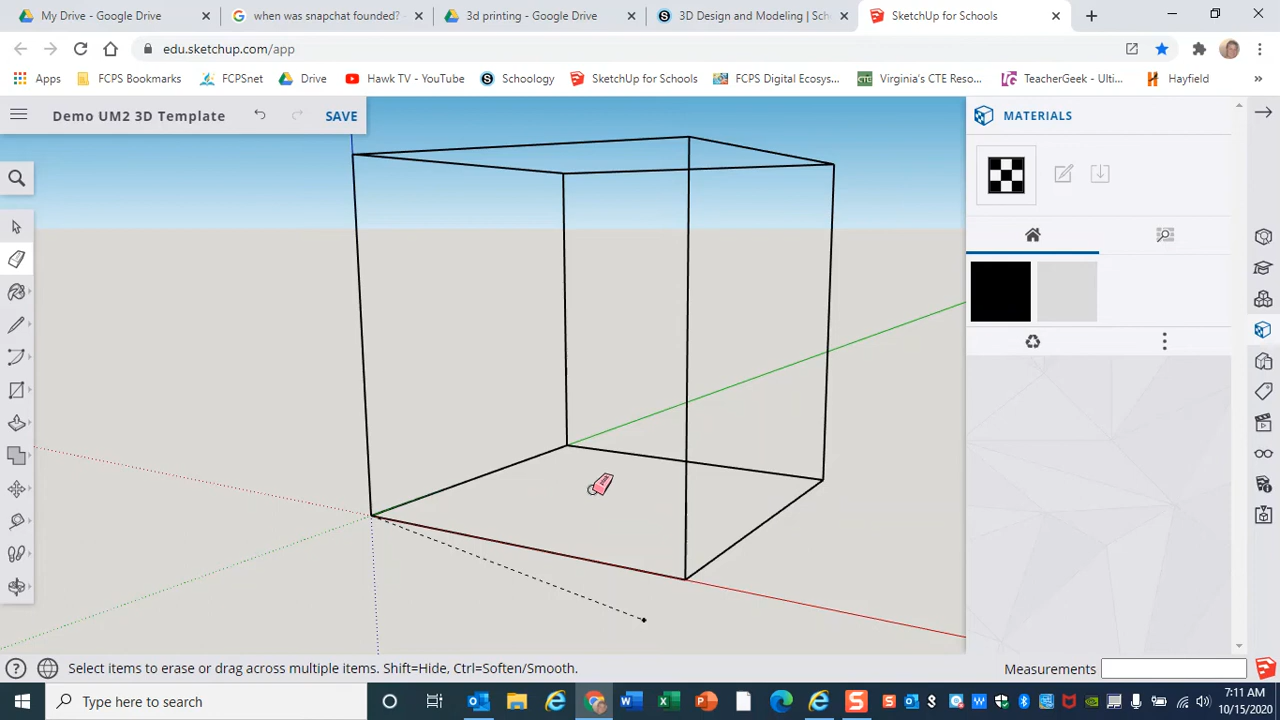 My Drive - Google Drive
when was snapchat founded? -
3d printing - Google Drive
3D Design and Modeling | Sch
SketchUp for Schools
edu.sketchup.com/app
Apps
FCPS Bookmarks
FCPSnet
Drive
Hawk TV - YouTube
Schoology
SketchUp for Schools
FCPS Digital Ecosys...
Virginia's CTE Reso...
TeacherGeek - Ulti...
Hayfield
»
Demo UM2 3D Template
SAVE
MATERIALS
Select items to erase or drag across multiple items. Shift=Hide, Ctrl=Soften/Smooth.
Measurements
Type here to search
7:11 AM
10/15/2020